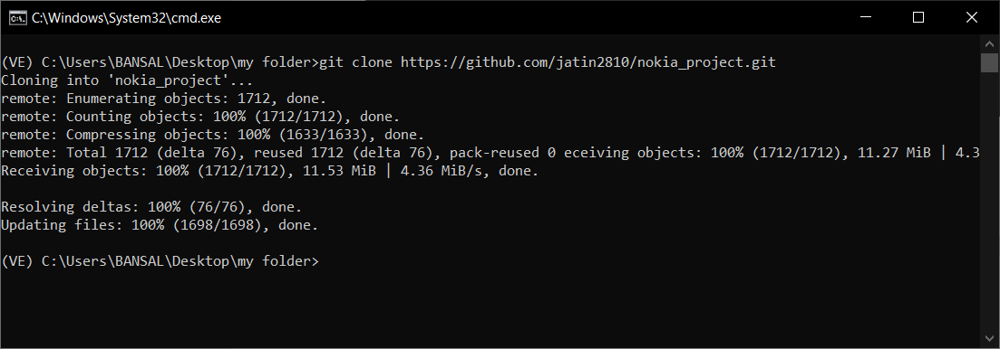 C:\Windows\System32\cmd.exe
(VE) C:\Users\BANSAL\Desktop\my folder>git clone https://github.com/jatin2810/nokia_project.git
Cloning into 'nokia_project'...
remote: Enumerating objects: 1712, done.
remote: Counting objects: 100% (1712/1712), done.
remote: Compressing objects: 100% (1633/1633), done.
remote: Total 1712 (delta 76), reused 1712 (delta 76), pack-reused 0 eceiving objects: 100% (1712/1712), 11.27 MiB | 4.3
Receiving objects: 100% (1712/1712), 11.53 MiB | 4.36 MiB/s, done.
Resolving deltas: 100% (76/76), done.
Updating files: 100% (1698/1698), done.
(VE) C:\Users\BANSAL\Desktop\my folder>